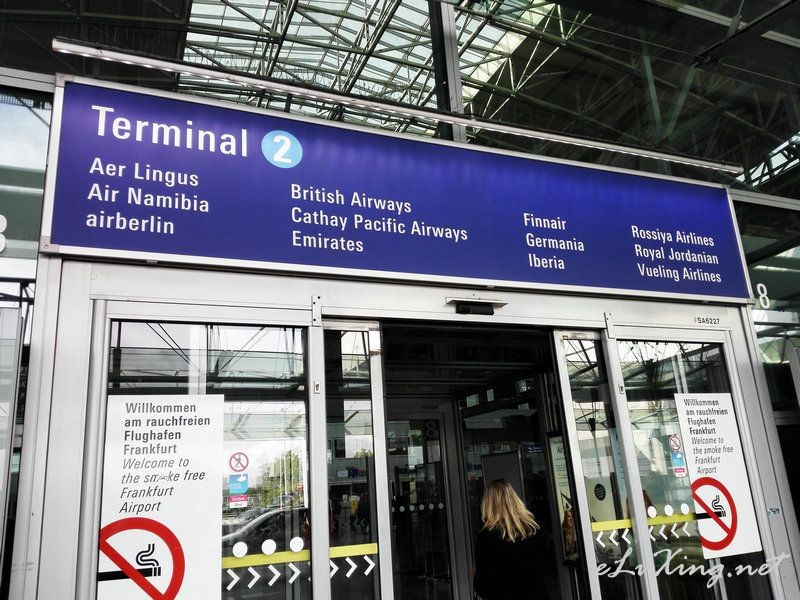 Terminal 2
Aer Lingus
Air Namibia
airberlin
British Airways
Cathay Pacific Airways
Emirates
Finnair
Germania
Iberia
Rossiya Airlines
Royal Jordanian
Vueling Airlines
8
FSA6227
Willkommen
am rauchfreien
Flughafen
Frankfurt
Welcome to
the smoke free
Frankfurt
Airport
Willkommen
am rauchfreien
Flughafen
Frankfurt
Welcome to
the smoke free
Frankfurt
Airport
eLiXing.net